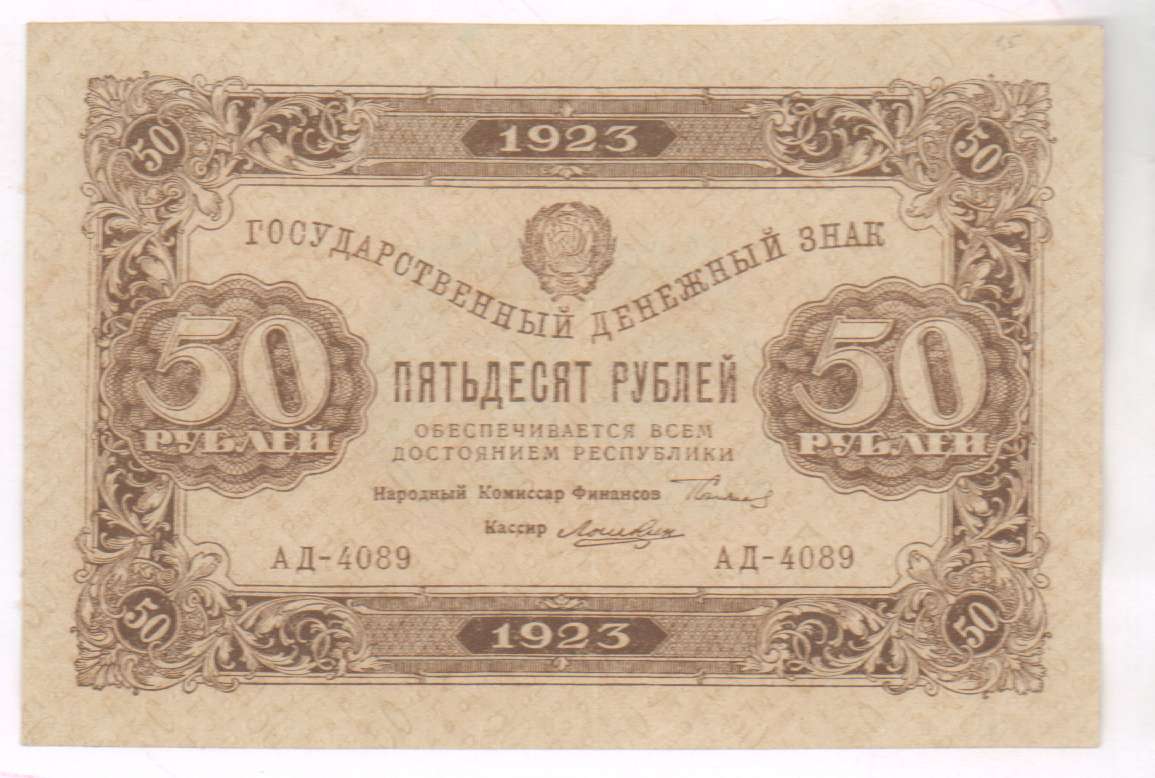 50 1923 50
ГОСУДАРСТВЕННЫЙ ДЕНЕЖНЫЙ ЗНАК
50 РУБЛЕЙ
ПЯТЬДЕСЯТ РУБЛЕЙ
50 РУБЛЕЙ
ОБЕСПЕЧИВАЕТСЯ ВСЕМ
ДОСТОЯНИЕМ РЕСПУБЛИКИ
Народный Комиссар Финансов
Кассир
АД-4089 АД-4089
50 1923 50